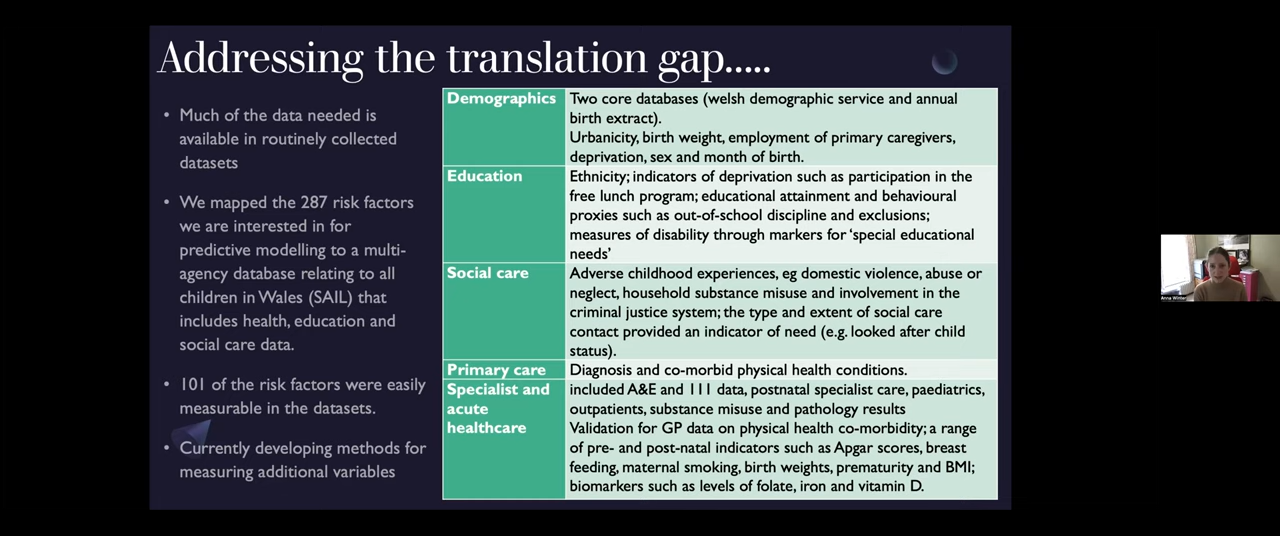 Addressing the translation gap.....
• Much of the data needed is
available in routinely collected
datasets
• We mapped the 287 risk factors
we are interested in for
predictive modelling to a multi-
agency database relating to all
children in Wales (SAIL) that
includes health, education and
social care data.
• 101 of the risk factors were easily
measurable in the datasets.
• Currently developing methods for
measuring additional variables
Demographics
Two core databases (welsh demographic service and annual
birth extract).
Urbanicity, birth weight, employment of primary caregivers,
deprivation, sex and month of birth.
Education
Ethnicity; indicators of deprivation such as participation in the
free lunch program; educational attainment and behavioural
proxies such as out-of-school discipline and exclusions;
measures of disability through markers for ‘special educational
needs’
Social care
Adverse childhood experiences, eg domestic violence, abuse or
neglect, household substance misuse and involvement in the
criminal justice system; the type and extent of social care
contact provided an indicator of need (e.g. looked after child
status).
Primary care
Diagnosis and co-morbid physical health conditions.
Specialist and
acute
healthcare
included A&E and 111 data, postnatal specialist care, paediatrics,
outpatients, substance misuse and pathology results
Validation for GP data on physical health co-morbidity; a range
of pre- and post-natal indicators such as Apgar scores, breast
feeding, maternal smoking, birth weights, prematurity and BMI;
biomarkers such as levels of folate, iron and vitamin D.
Anna Winter